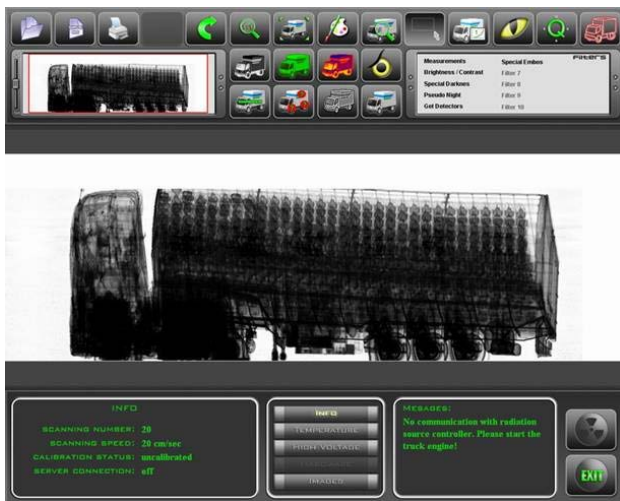 Filters
Measurements Special Embos
Brightness / Contrast Filter 7
Special Darknes Filter 8
Pseudo Night Filter 9
Get Detectors Filter 10
INFO
SCANNING NUMBER: 20
SCANNING SPEED: 20 cm/sec
CALIBRATION STATUS: uncalibrated
SERVER CONNECTION: off
INFO
TEMPERATURE
HIGH-VOLTAGE
IMAGES
MESAGES:
No communication with radiation
source controller. Please start the
truck engine!
EXIT